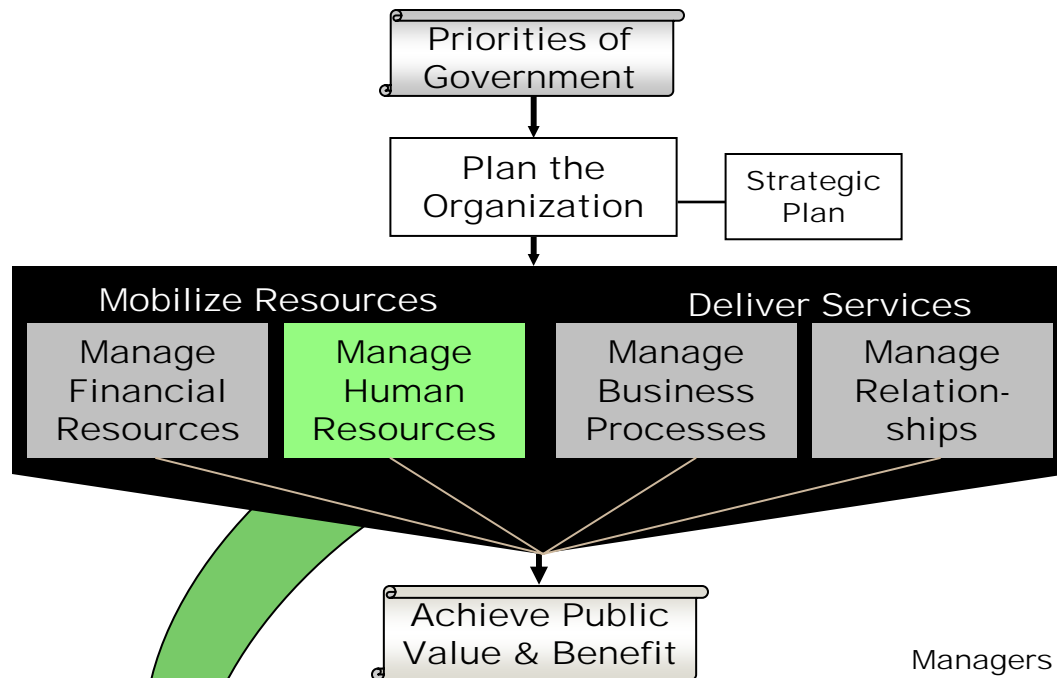 Priorities of
Government
Plan the
Organization
Strategic
Plan
Mobilize Resources
Deliver Services
Manage
Financial
Resources
Manage
Human
Resources
Manage
Business
Processes
Manage
Relation-
ships
Achieve Public
Value & Benefit
Managers